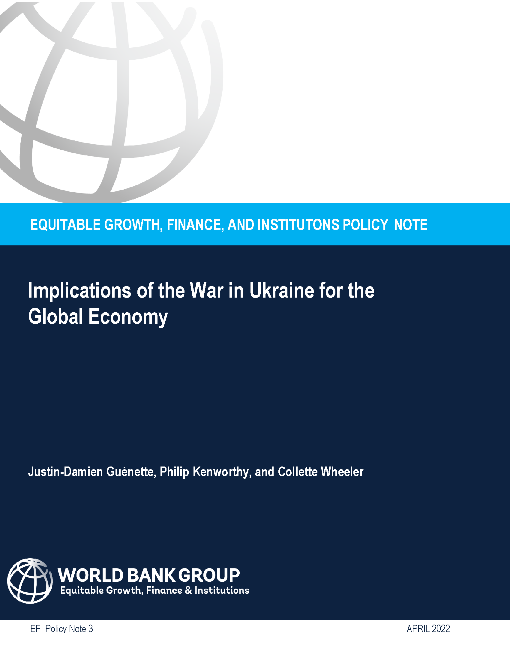 EQUITABLE GROWTH, FINANCE, AND INSTITUTONS POLICY NOTE
Implications of the War in Ukraine for the
Global Economy
Justin-Damien Guénette, Philip Kenworthy, and Collette Wheeler
WORLD BANK GROUP
Equitable Growth, Finance & Institutions
EFI Policy Note 3
APRIL 2022